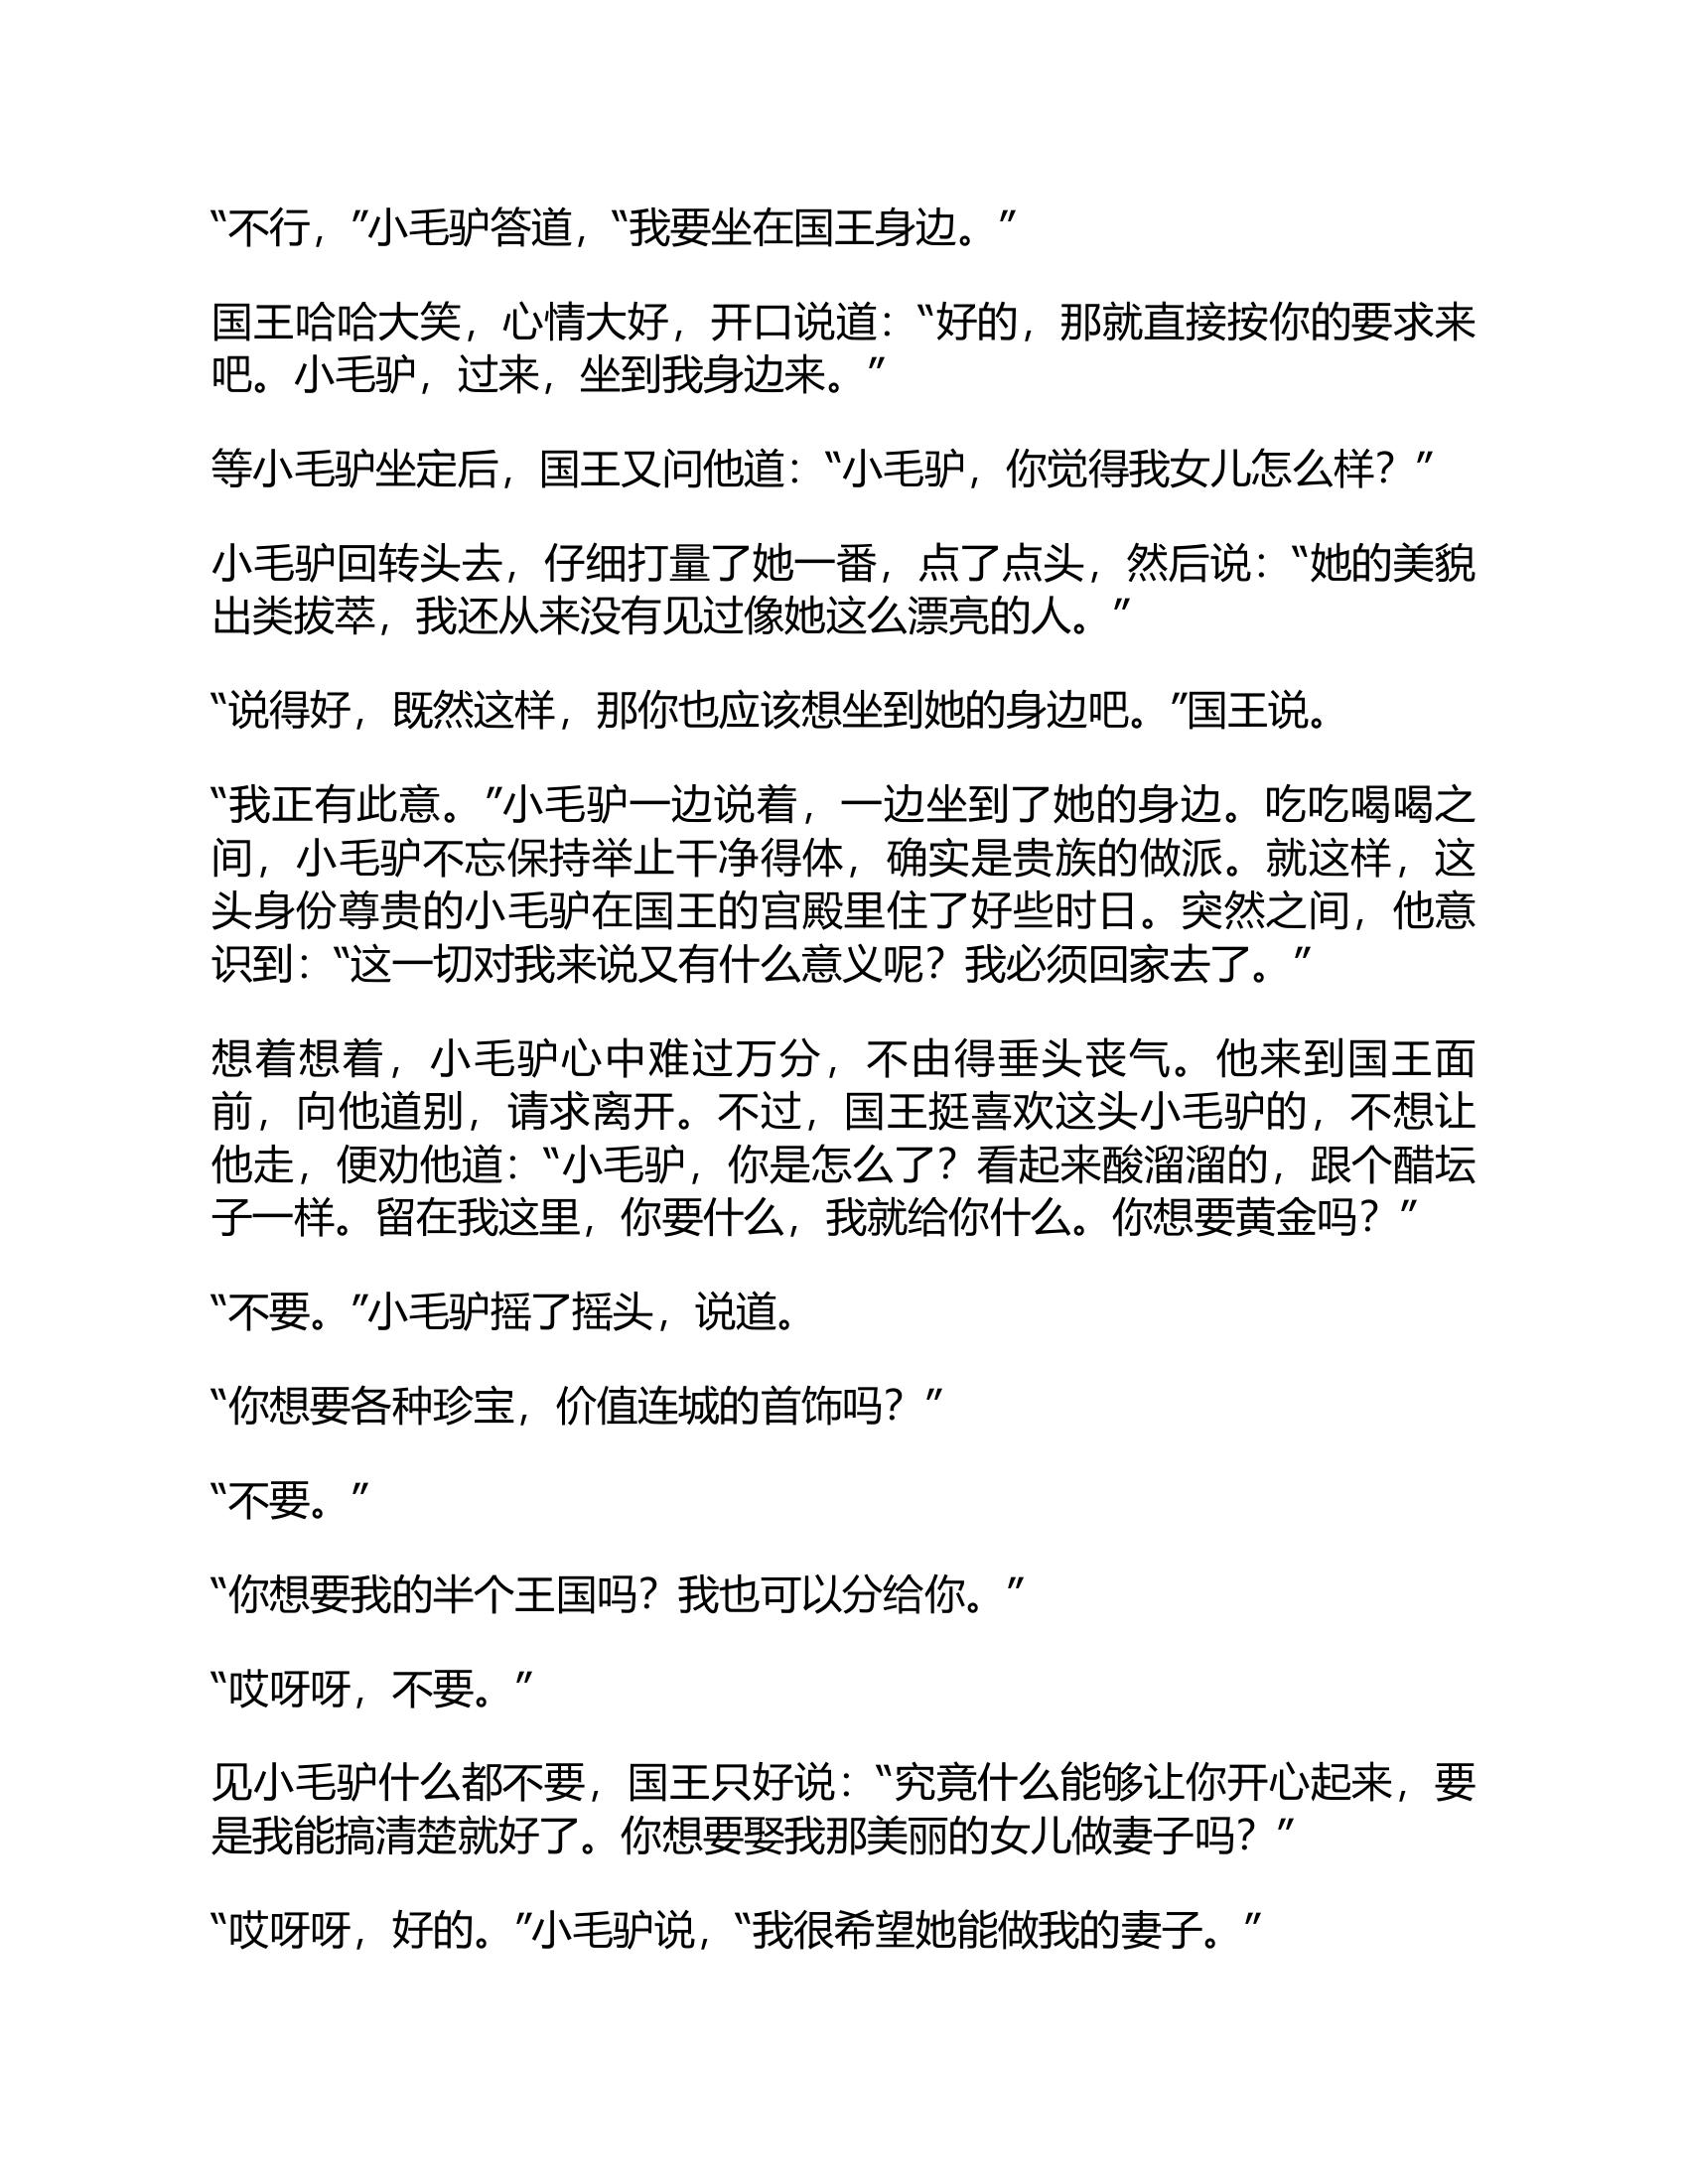 “不行，”小毛驴答道，“我要坐在国王身边。”
国王哈哈大笑，心情大好，开口说道：“好的，那就直接按你的要求来
吧。小毛驴，过来，坐到我身边来。”
等小毛驴坐定后，国王又问他道：“小毛驴，你觉得我女儿怎么样？”
小毛驴回转头去，仔细打量了她一番，点了点头，然后说：“她的美貌
出类拔萃，我还从来没有见过像她这么漂亮的人。”
“说得好，既然这样，那你也应该想坐到她的身边吧。”国王说。
“我正有此意。”小毛驴一边说着，一边坐到了她的身边。吃吃喝喝之
间，小毛驴不忘保持举止干净得体，确实是贵族的做派。就这样，这
头身份尊贵的小毛驴在国王的宫殿里住了好些时日。突然之间，他意
识到：“这一切对我来说又有什么意义呢？我必须回家去了。”
想着想着，小毛驴心中难过万分，不由得垂头丧气。他来到国王面
前，向他道别，请求离开。不过，国王挺喜欢这头小毛驴的，不想让
他走，便劝他道：“小毛驴，你是怎么了？看起来酸溜溜的，跟个醋坛
子一样。留在我这里，你要什么，我就给你什么。你想要黄金吗？”
“不要。”小毛驴摇了摇头，说道。
“你想要各种珍宝，价值连城的首饰吗？”
“不要。”
“你想要我的半个王国吗？我也可以分给你。”
“哎呀呀，不要。”
见小毛驴什么都不要，国王只好说：“究竟什么能够让你开心起来，要
是我能搞清楚就好了。你想要娶我那美丽的女儿做妻子吗？”
“哎呀呀，好的。”小毛驴说，“我很希望她能做我的妻子。”